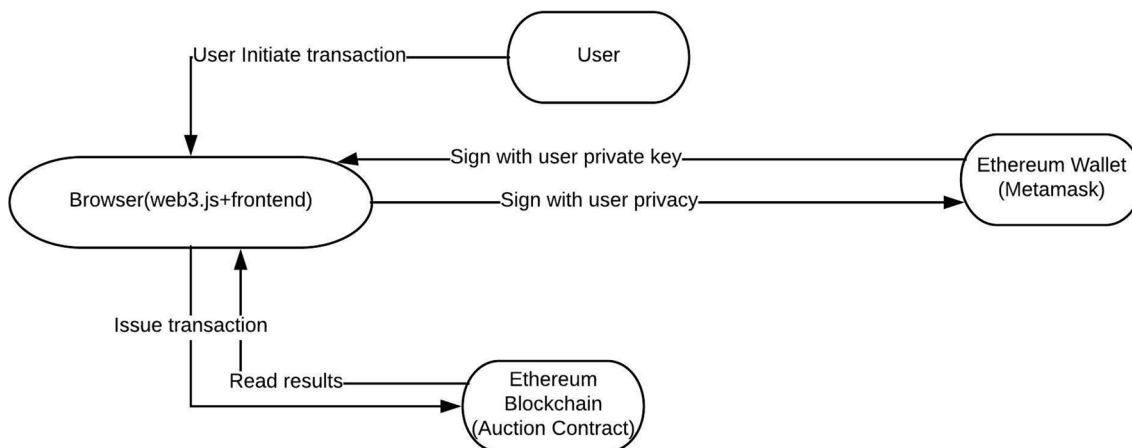 User Initiate transaction
User
Sign with user private key
Ethereum Wallet
(Metamask)
Browser(web3.js+frontend)
Sign with user privacy
Issue transaction
Read results
Ethereum
Blockchain
(Auction Contract)